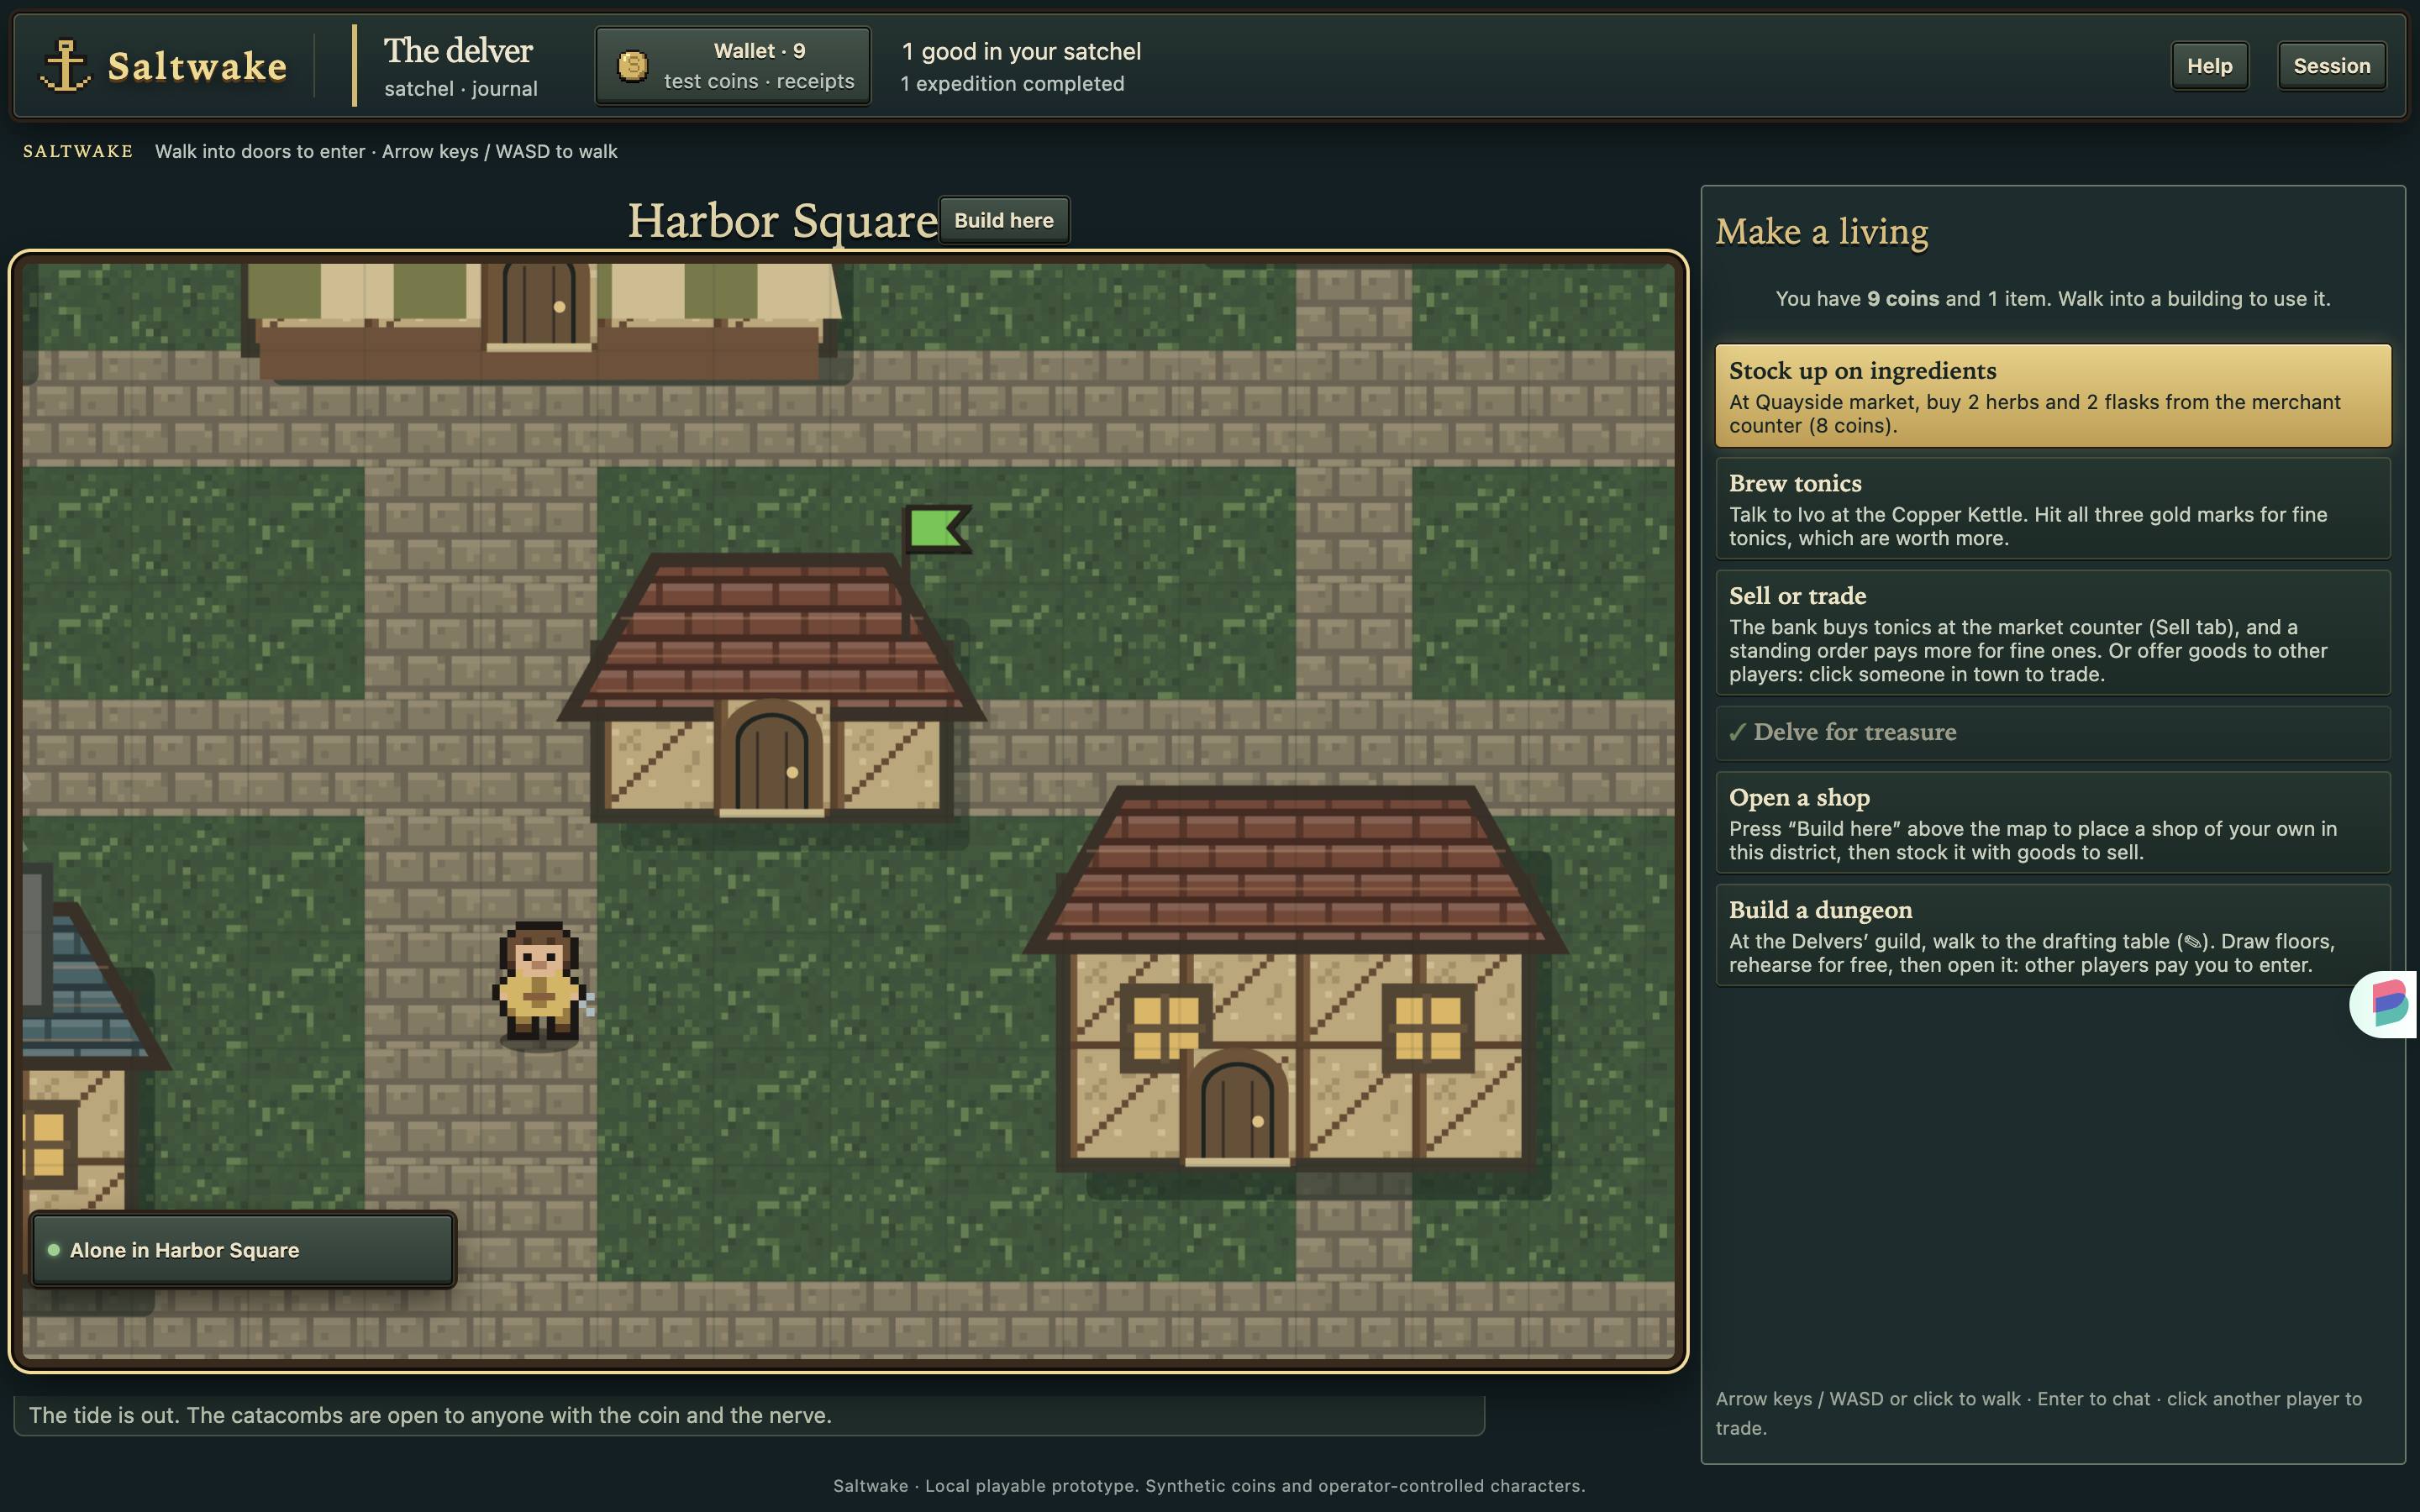 Saltwake
The delver
satchel · journal
Wallet · 9
test coins · receipts
1 good in your satchel
1 expedition completed
Help
Session
SALTWAKE
Walk into doors to enter · Arrow keys / WASD to walk
Harbor Square
Build here
Alone in Harbor Square
The tide is out. The catacombs are open to anyone with the coin and the nerve.
Make a living
You have 9 coins and 1 item. Walk into a building to use it.
Stock up on ingredients
At Quayside market, buy 2 herbs and 2 flasks from the merchant
counter (8 coins).
Brew tonics
Talk to Ivo at the Copper Kettle. Hit all three gold marks for fine
tonics, which are worth more.
Sell or trade
The bank buys tonics at the market counter (Sell tab), and a
standing order pays more for fine ones. Or offer goods to other
players: click someone in town to trade.
✓ Delve for treasure
Open a shop
Press “Build here” above the map to place a shop of your own in
this district, then stock it with goods to sell.
Build a dungeon
At the Delvers’ guild, walk to the drafting table (✎). Draw floors,
rehearse for free, then open it: other players pay you to enter.
Arrow keys / WASD or click to walk · Enter to chat · click another player to
trade.
Saltwake · Local playable prototype. Synthetic coins and operator-controlled characters.